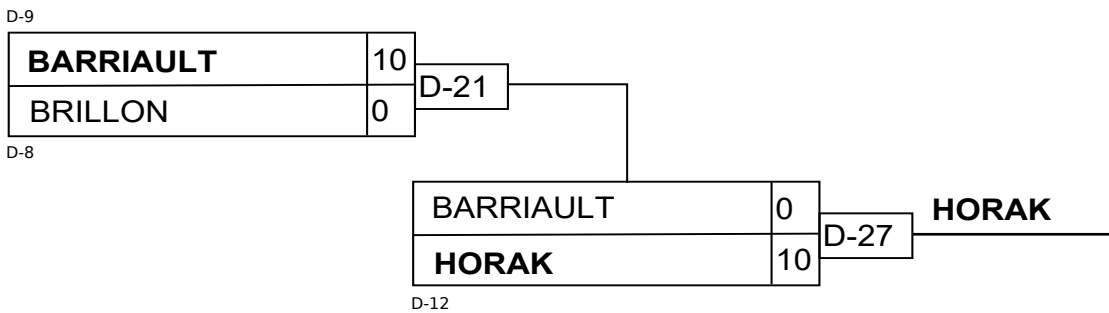 D-9
BARRIAULT 10
D-21
BRILLON 0
D-8
BARRIAULT 0
HORAK
D-27
HORAK 10
D-12